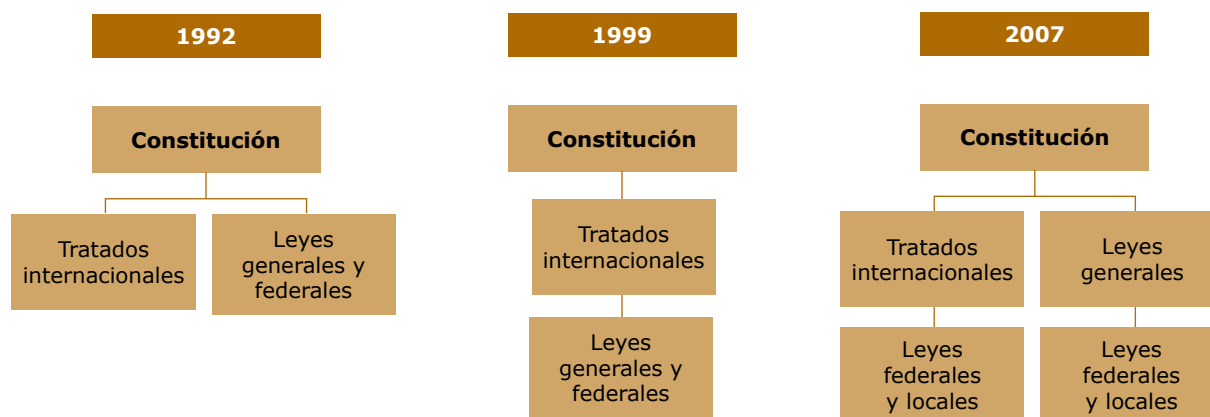 1992
Constitución
Tratados
internacionales
Leyes
generales y
federales
1999
Constitución
Tratados
internacionales
Leyes
generales y
federales
2007
Constitución
Tratados
internacionales
Leyes
generales
Leyes
federales
y locales
Leyes
federales
y locales